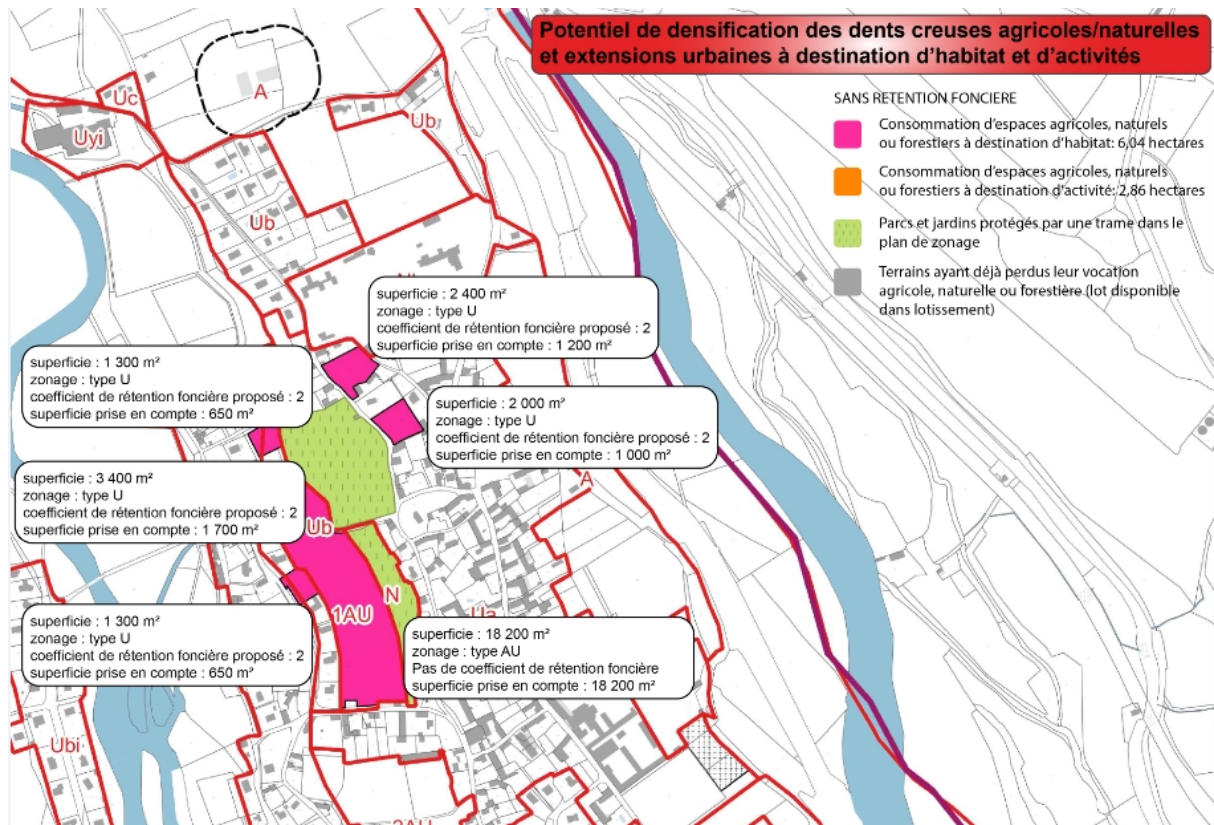 Potentiel de densification des dents creuses agricoles/naturelles
et extensions urbaines à destination d'habitat et d'activités
SANS RETENTION FONCIERE
Consommation d'espaces agricoles, naturels
ou forestiers à destination d'habitat: 6,04 hectares
Consommation d'espaces agricoles, naturels
ou forestiers à destination d'activité: 2,86 hectares
Parcs et jardins protégés par une trame dans le
plan de zonage
Terrains ayant déjà perdus leur vocation
agricole, naturelle ou forestière (lot disponible
dans lotissement)
A
Uc
Uyi
Ub
Ub
superficie : 2 400 m²
zonage : type U
coefficient de rétention foncière proposé : 2
superficie prise en compte : 1 200 m²
superficie : 1 300 m²
zonage : type U
coefficient de rétention foncière proposé : 2
superficie prise en compte : 650 m²
superficie : 2 000 m²
zonage : type U
coefficient de rétention foncière proposé : 2
superficie prise en compte : 1 000 m²
superficie : 3 400 m²
zonage : type U
coefficient de rétention foncière proposé : 2
superficie prise en compte : 1 700 m²
A
Ub
N
1AU
Ua
superficie : 1 300 m²
zonage : type U
coefficient de rétention foncière proposé : 2
superficie prise en compte : 650 m²
superficie : 18 200 m²
zonage : type AU
Pas de coefficient de rétention foncière
superficie prise en compte : 18 200 m²
Ubi
2AU